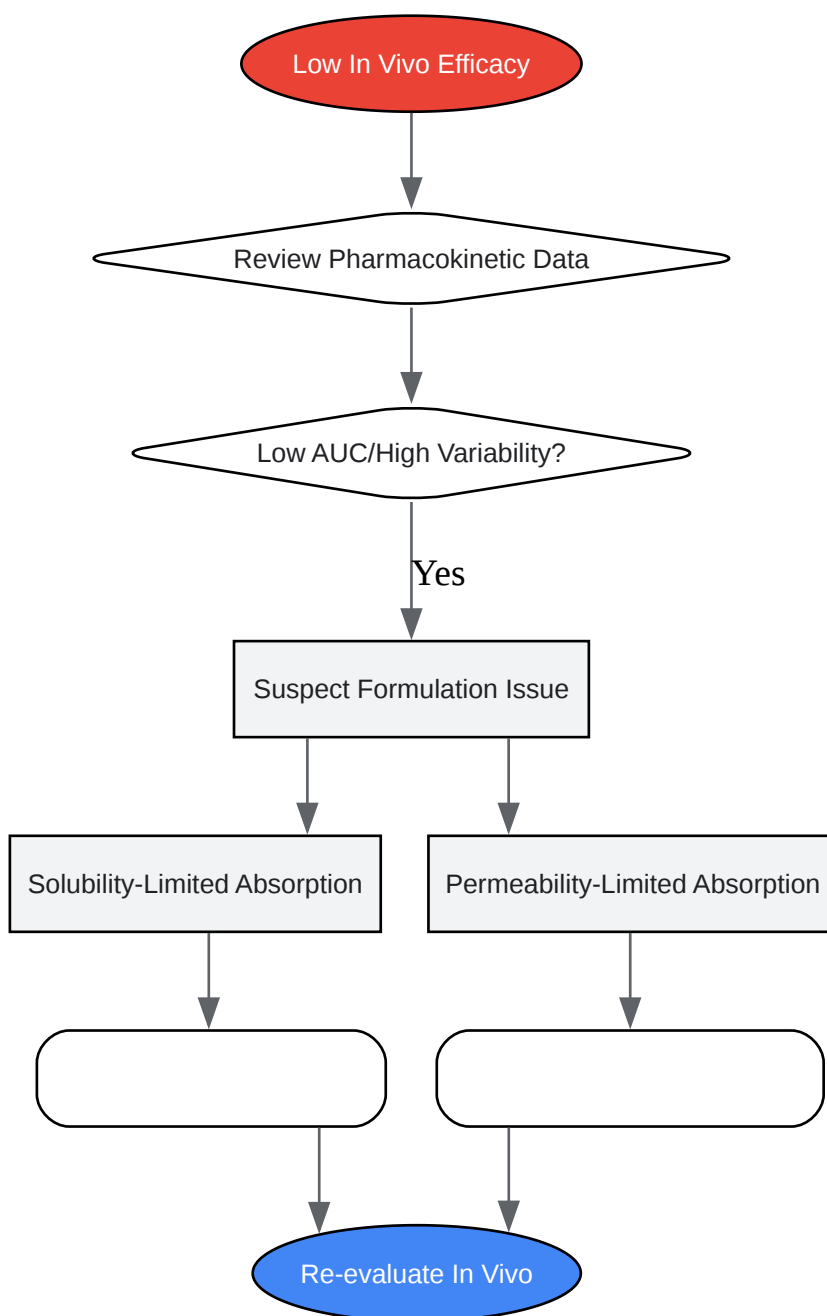 Low In Vivo Efficacy
Review Pharmacokinetic Data
Low AUC/High Variability?
Yes
Suspect Formulation Issue
Solubility-Limited Absorption
Permeability-Limited Absorption
Re-evaluate In Vivo